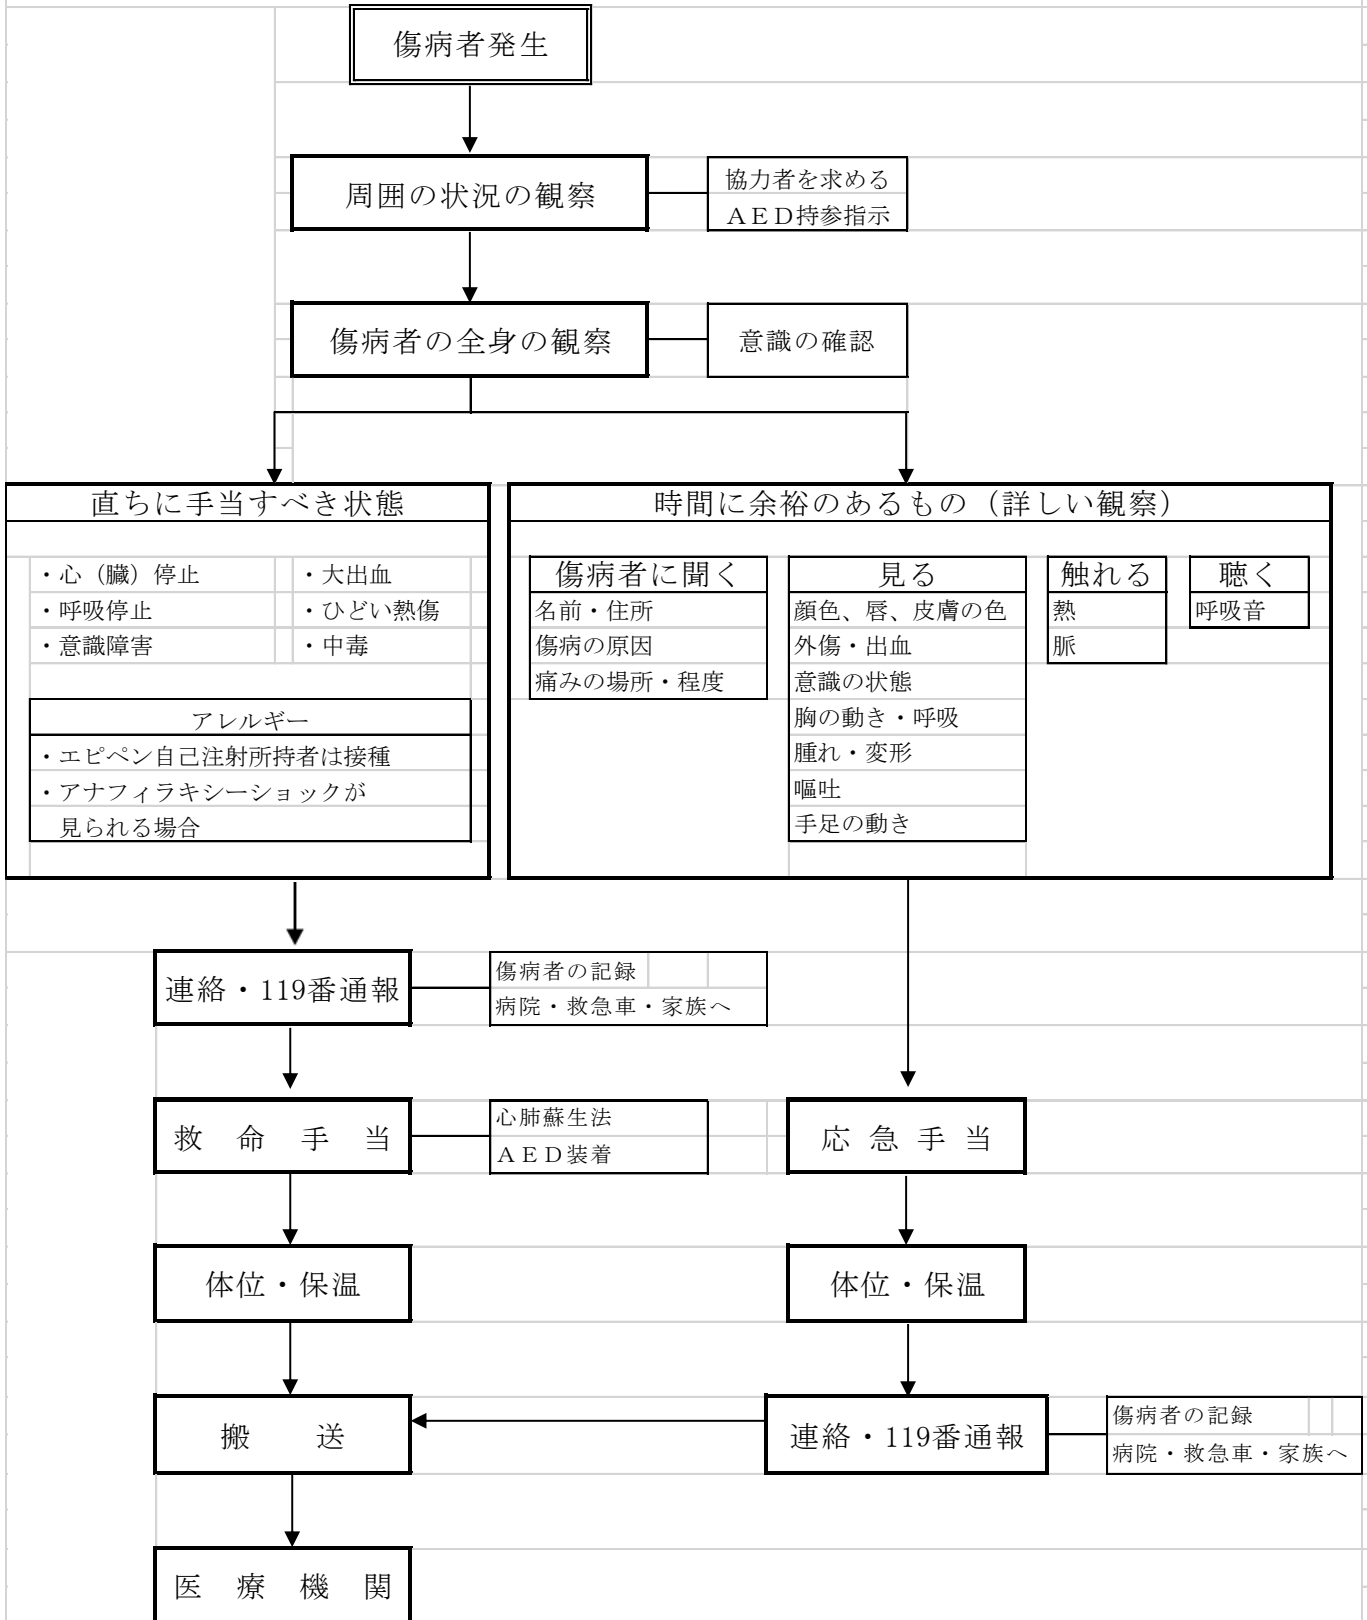 傷病者発生
周囲の状況の観察
協力者を求める
ＡＥＤ持参指示
傷病者の全身の観察
意識の確認
直ちに手当すべき状態
・心（臓）停止
・大出血
・呼吸停止
・ひどい熱傷
・意識障害
・中毒
アレルギー
・エピペン自己注射所持者は接種
・アナフィラキシーショックが
見られる場合
時間に余裕のあるもの（詳しい観察）
傷病者に聞く
名前・住所
傷病の原因
痛みの場所・程度
見る
顔色、唇、皮膚の色
外傷・出血
意識の状態
胸の動き・呼吸
腫れ・変形
嘔吐
手足の動き
触れる
熱
脈
聴く
呼吸音
連絡・119番通報
傷病者の記録
病院・救急車・家族へ
救命手当
心肺蘇生法
ＡＥＤ装着
応急手当
体位・保温
体位・保温
搬送
連絡・119番通報
傷病者の記録
病院・救急車・家族へ
医療機関